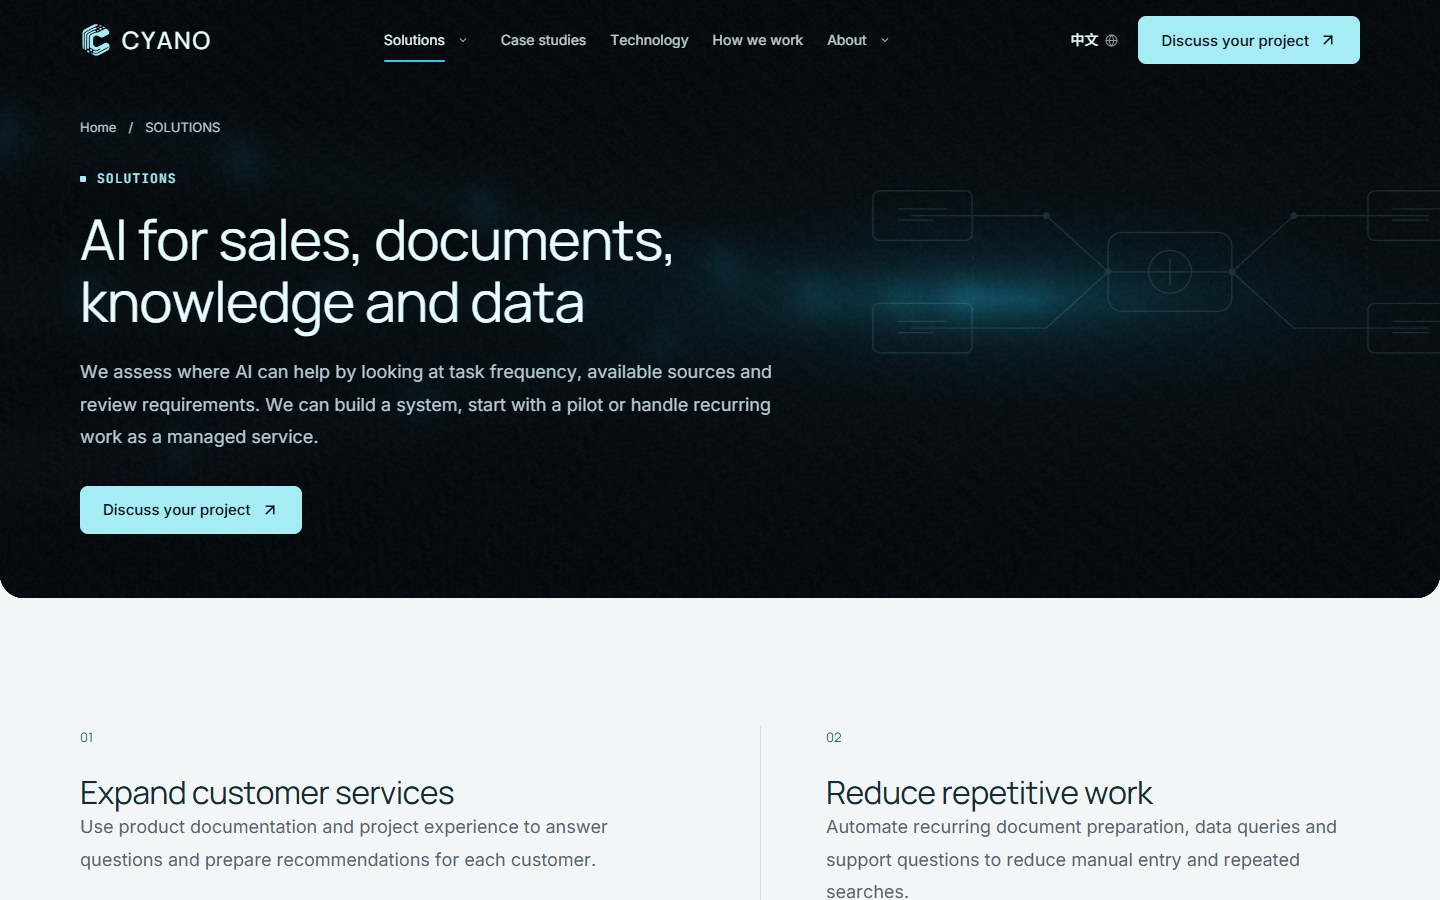 CYANO
Solutions
Case studies
Technology
How we work
About
中文
Discuss your project
Home / SOLUTIONS
SOLUTIONS
AI for sales, documents,
knowledge and data
We assess where AI can help by looking at task frequency, available sources and
review requirements. We can build a system, start with a pilot or handle recurring
work as a managed service.
Discuss your project
01
Expand customer services
Use product documentation and project experience to answer
questions and prepare recommendations for each customer.
02
Reduce repetitive work
Automate recurring document preparation, data queries and
support questions to reduce manual entry and repeated
searches.